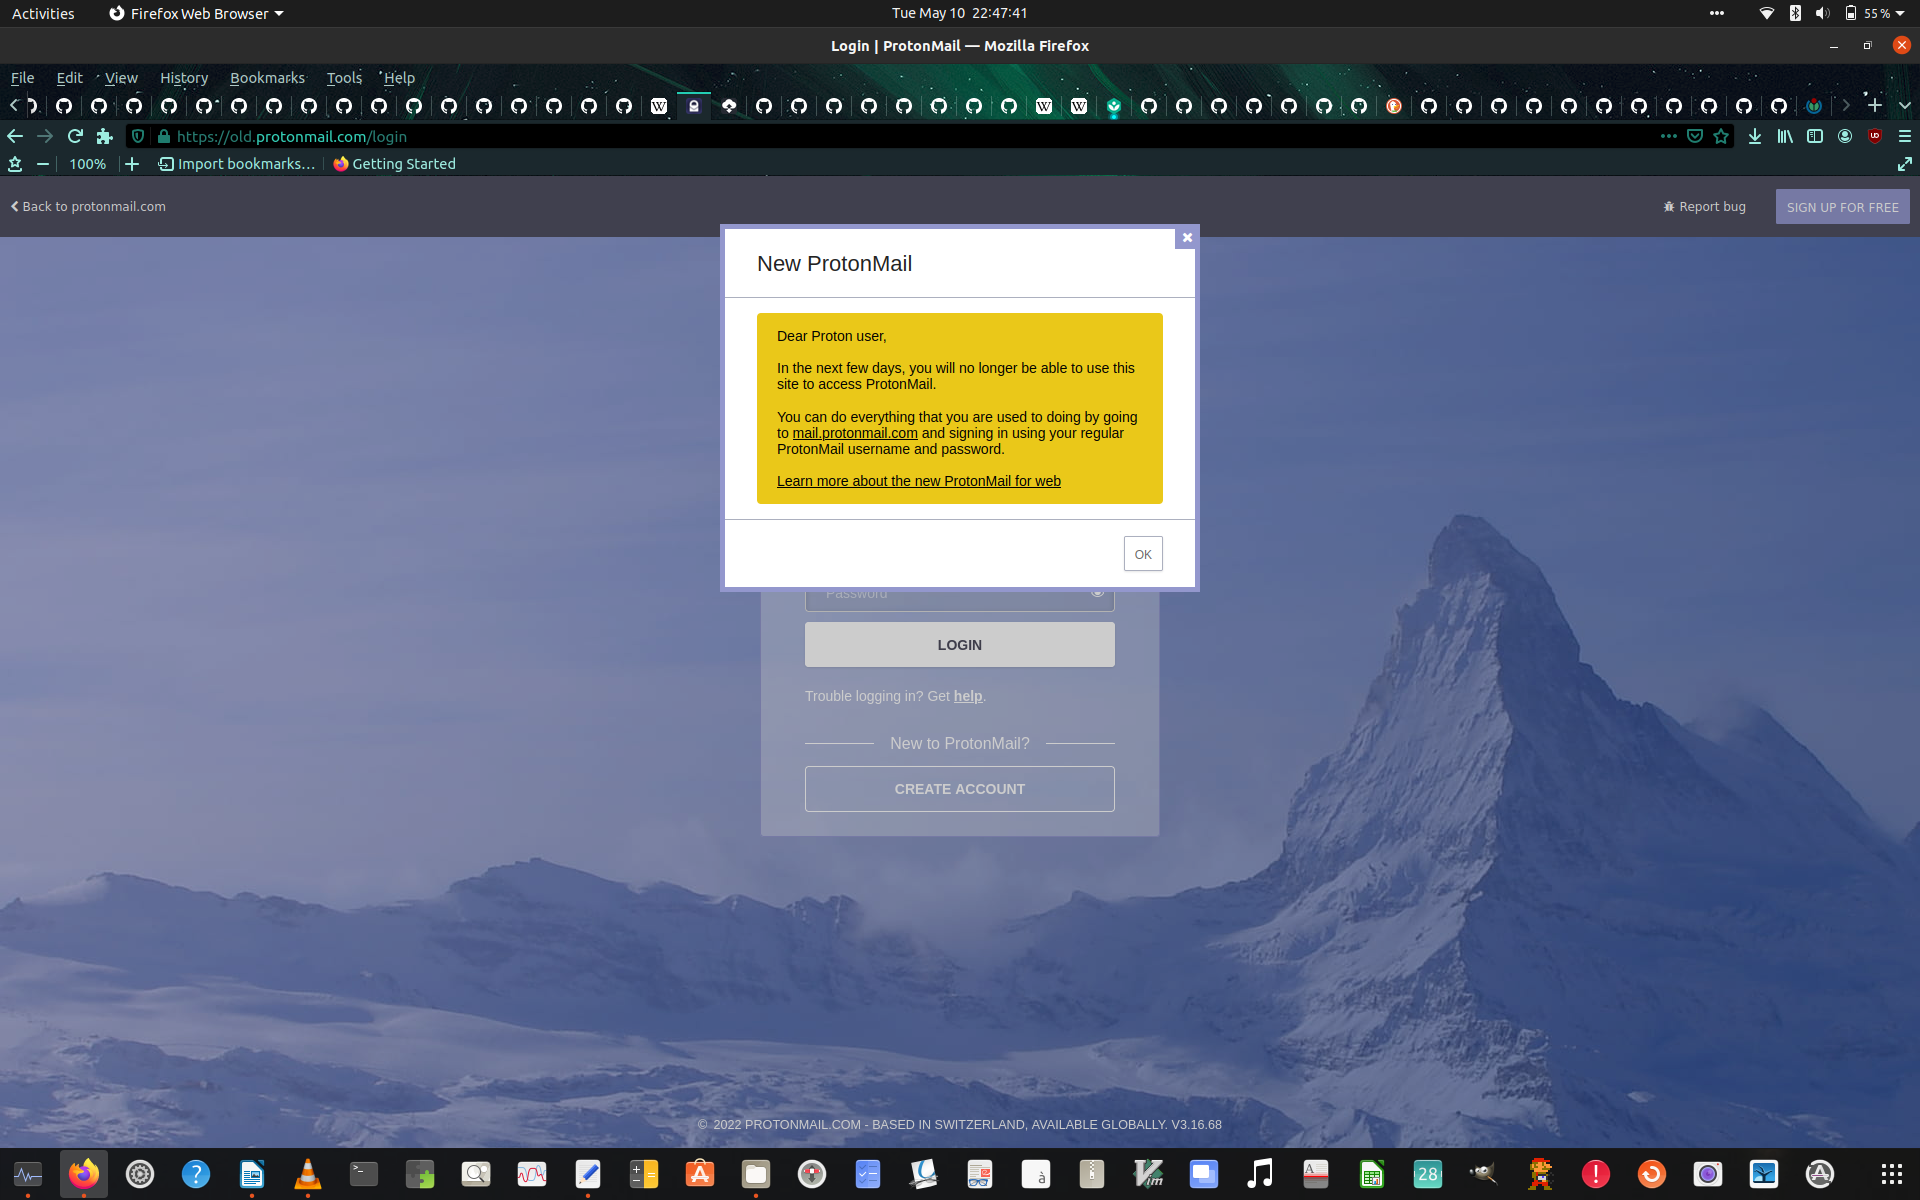 Activities
Firefox Web Browser
Tue May 10 22:47:41
55 %
Login | ProtonMail — Mozilla Firefox
File Edit View History Bookmarks Tools Help
https://old.protonmail.com/login
100%
Import bookmarks...
Getting Started
Back to protonmail.com
Report bug
SIGN UP FOR FREE
New ProtonMail
Dear Proton user,
In the next few days, you will no longer be able to use this
site to access ProtonMail.
You can do everything that you are used to doing by going
to mail.protonmail.com and signing in using your regular
ProtonMail username and password.
Learn more about the new ProtonMail for web
OK
Password
LOGIN
Trouble logging in? Get help.
New to ProtonMail?
CREATE ACCOUNT
© 2022 PROTONMAIL.COM - BASED IN SWITZERLAND, AVAILABLE GLOBALLY. V3.16.68
28